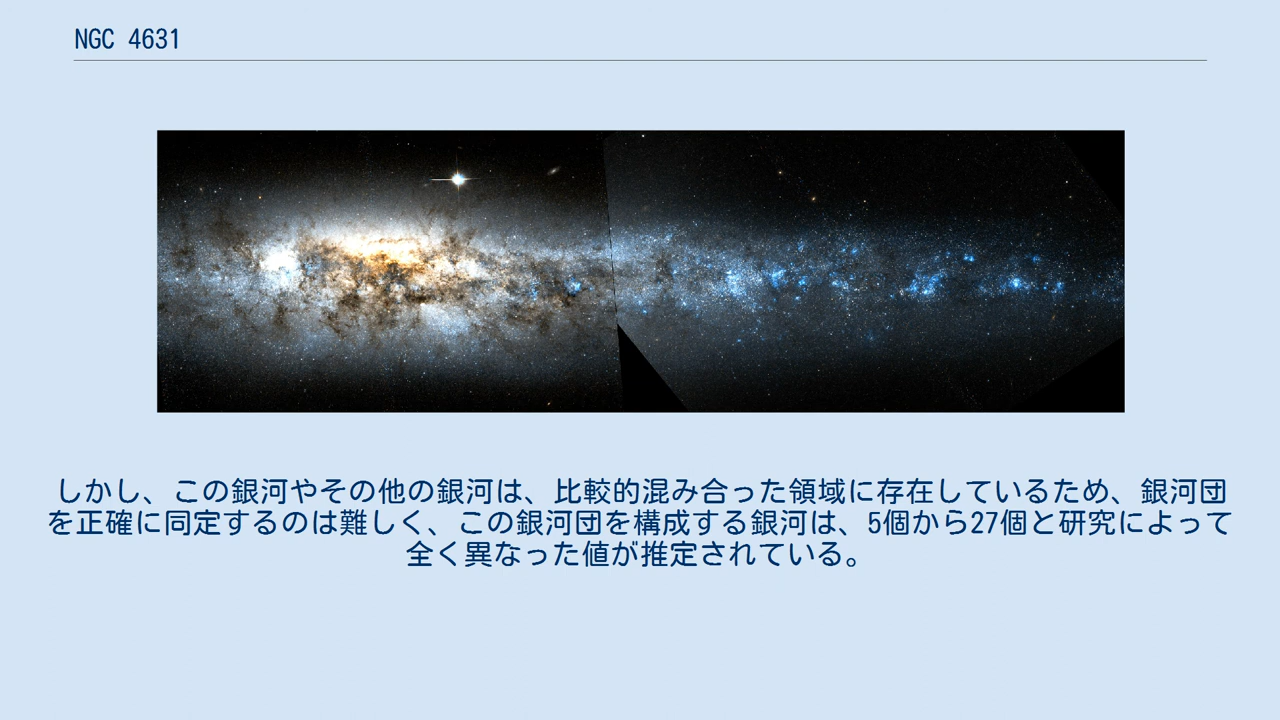 NGC 4631
しかし、この銀河やその他の銀河は、比較的混み合った領域に存在しているため、銀河団
を正確に同定するのは難しく、この銀河団を構成する銀河は、5個から27個と研究によって
全く異なった値が推定されている。